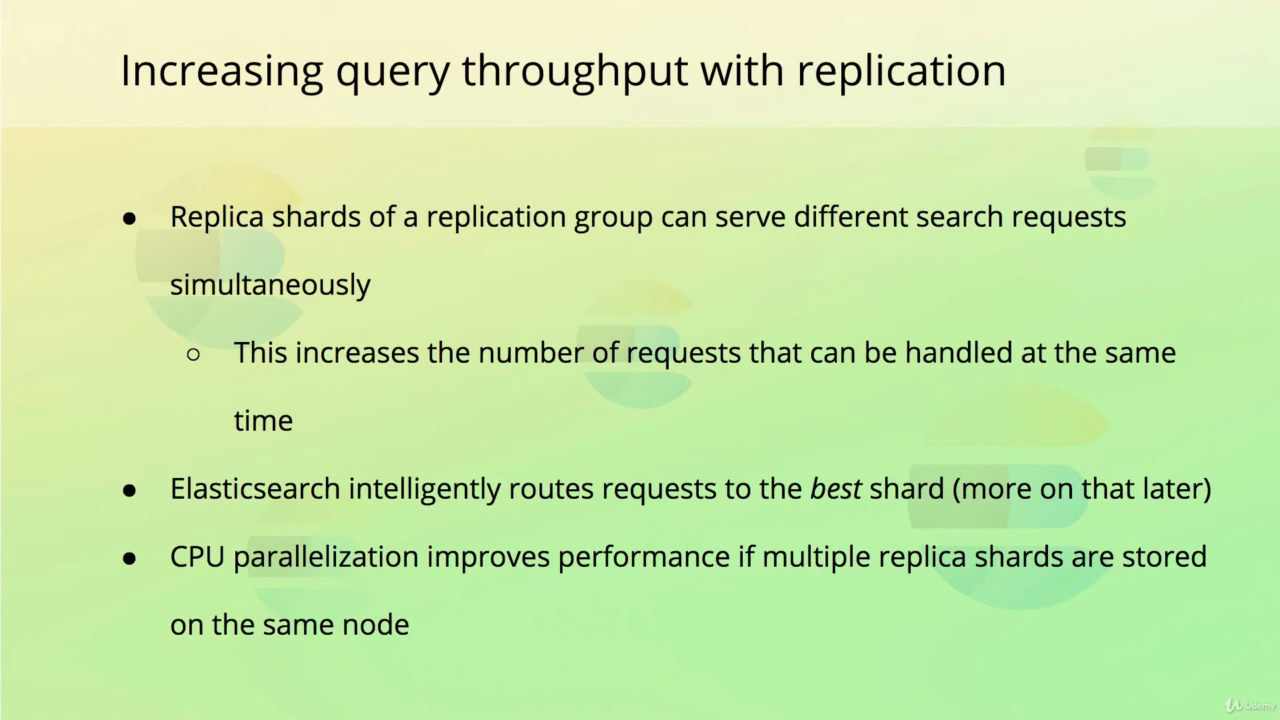 Increasing query throughput with replication
● Replica shards of a replication group can serve different search requests
simultaneously
○ This increases the number of requests that can be handled at the same
time
● Elasticsearch intelligently routes requests to the best shard (more on that later)
● CPU parallelization improves performance if multiple replica shards are stored
on the same node
Udemy